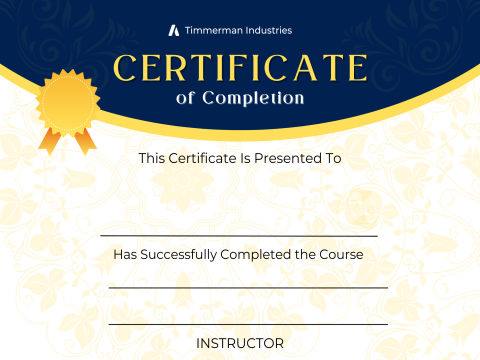 Timmerman Industries
CERTIFICATE
of Completion
This Certificate Is Presented To
Has Successfully Completed the Course
INSTRUCTOR